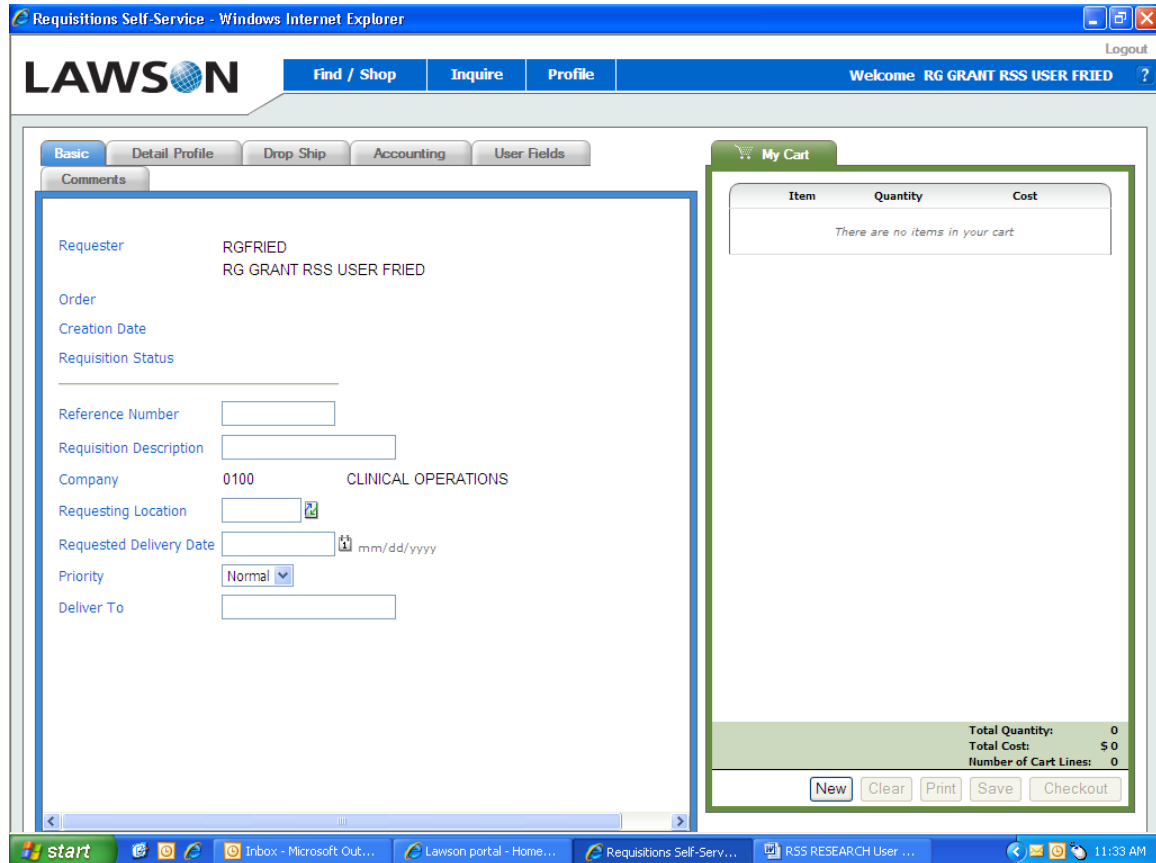 Requisitions Self-Service - Windows Internet Explorer
Logout
LAWSON
Find / Shop Inquire Profile Welcome RG GRANT RSS USER FRIED ?
Basic Detail Profile Drop Ship Accounting User Fields
Comments
Requester RGFRIED
RG GRANT RSS USER FRIED
Order
Creation Date
Requisition Status
Reference Number
Requisition Description
Company 0100 CLINICAL OPERATIONS
Requesting Location
Requested Delivery Date 1 mm/dd/yyyy
Priority Normal
Deliver To
My Cart
Item Quantity Cost
There are no items in your cart
Total Quantity: 0
Total Cost: $ 0
Number of Cart Lines: 0
New Clear Print Save Checkout
start Inbox - Microsoft Out... Lawson portal - Home... Requisitions Self-Serv... RSS RESEARCH User ... 11:33 AM